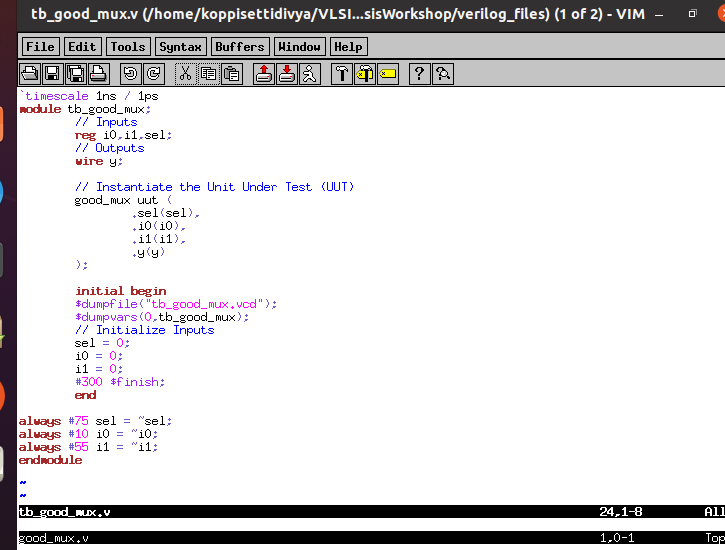 tb_good_mux.v (/home/koppisettidivya/VLSI...sisWorkshop/verilog_files) (1 of 2) - VIM
File Edit Tools Syntax Buffers Window Help
`timescale 1ns / 1ps
module tb_good_mux;
// Inputs
reg i0,i1,sel;
// Outputs
wire y;
// Instantiate the Unit Under Test (UUT)
good_mux uut (
.sel(sel),
.i0(i0),
.i1(i1),
.y(y)
);
initial begin
$dumpfile("tb_good_mux.vcd");
$dumpvars(0,tb_good_mux);
// Initialize Inputs
sel = 0;
i0 = 0;
i1 = 0;
#300 $finish;
end
always #75 sel = ~sel;
always #10 i0 = ~i0;
always #55 i1 = ~i1;
endmodule
~
~
tb_good_mux.v 24,1-8 All
good_mux.v 1,0-1 Top